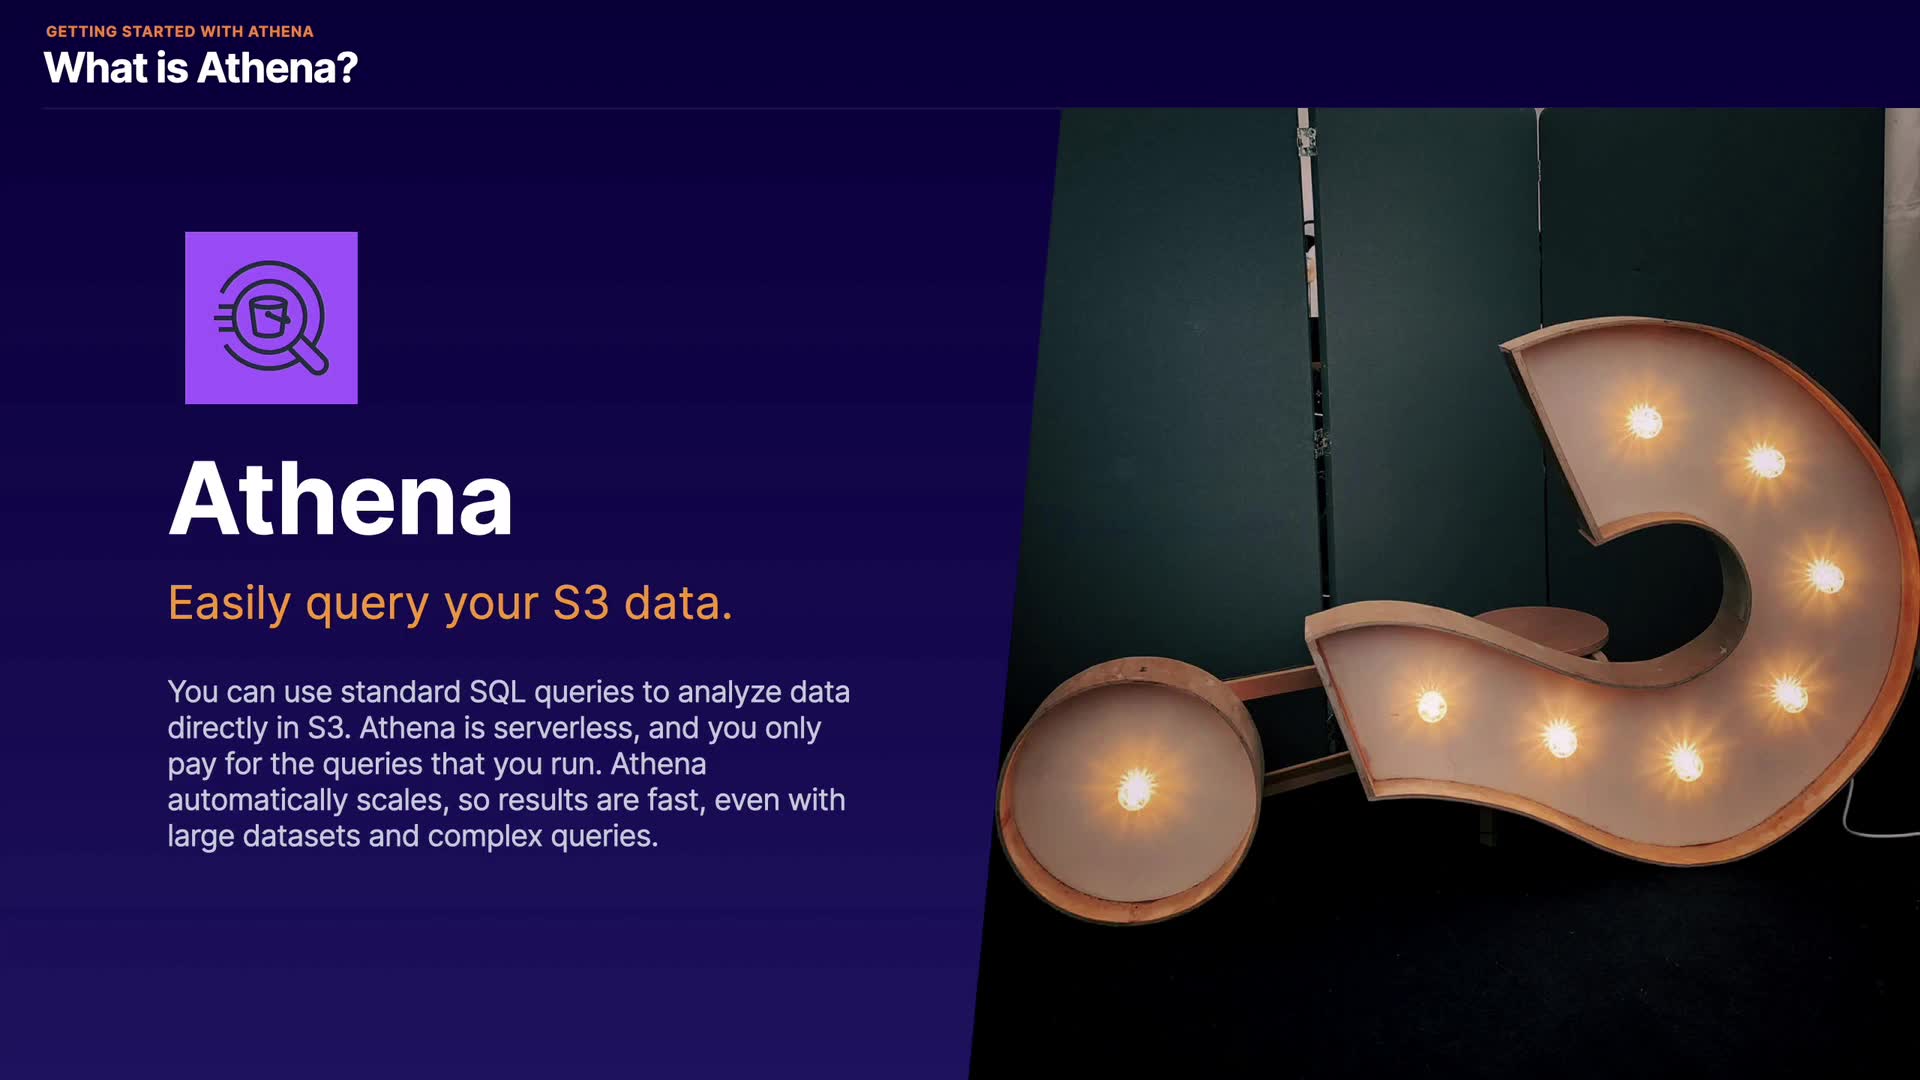 GETTING STARTED WITH ATHENA
What is Athena?
Athena
Easily query your S3 data.
You can use standard SQL queries to analyze data
directly in S3. Athena is serverless, and you only
pay for the queries that you run. Athena
automatically scales, so results are fast, even with
large datasets and complex queries.